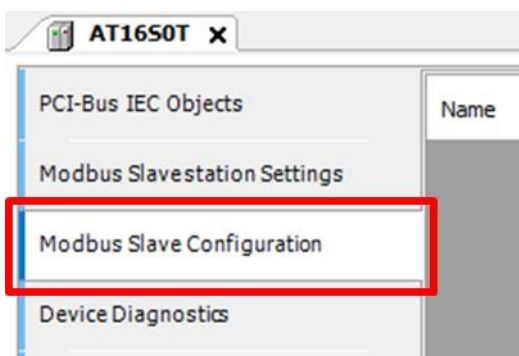 AT16S0T X
PCI-Bus IEC Objects
Name
Modbus Slavestation Settings
Modbus Slave Configuration
Device Diagnostics